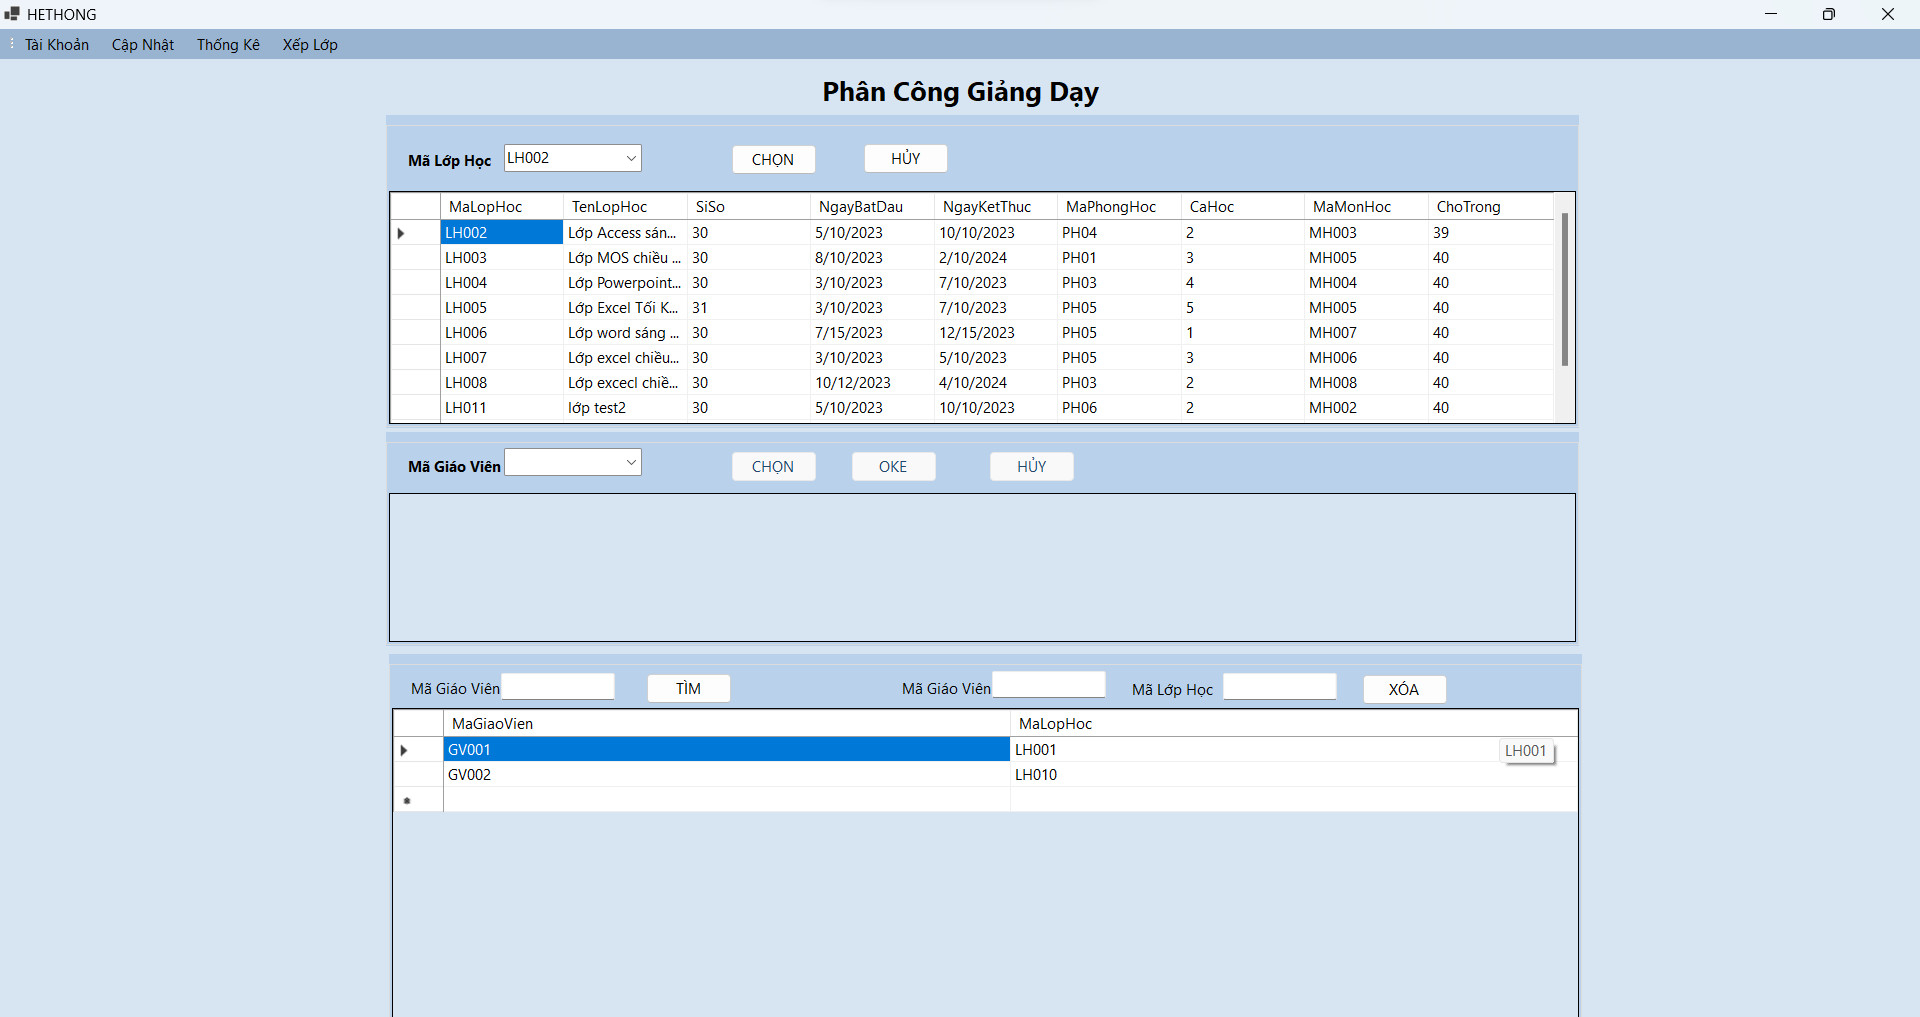 HETHONG
Tài Khoản Cập Nhật Thống Kê Xếp Lớp
Phân Công Giảng Dạy
Mã Lớp Học LH002 CHỌN HỦY
MaLopHoc TenLopHoc SiSo NgayBatDau NgayKetThuc MaPhongHoc CaHoc MaMonHoc ChoTrong
LH002 Lớp Access sán... 30 5/10/2023 10/10/2023 PH04 2 MH003 39
LH003 Lớp MOS chiều ... 30 8/10/2023 2/10/2024 PH01 3 MH005 40
LH004 Lớp Powerpoint... 30 3/10/2023 7/10/2023 PH03 4 MH004 40
LH005 Lớp Excel Tối K... 31 3/10/2023 7/10/2023 PH05 5 MH005 40
LH006 Lớp word sáng ... 30 7/15/2023 12/15/2023 PH05 1 MH007 40
LH007 Lớp excel chiều... 30 3/10/2023 5/10/2023 PH05 3 MH006 40
LH008 Lớp excecl chiề... 30 10/12/2023 4/10/2024 PH03 2 MH008 40
LH011 lớp test2 30 5/10/2023 10/10/2023 PH06 2 MH002 40
Mã Giáo Viên CHỌN OKE HỦY
Mã Giáo Viên TÌM Mã Giáo Viên Mã Lớp Học XÓA
MaGiaoVien MaLopHoc
GV001 LH001 LH001
GV002 LH010